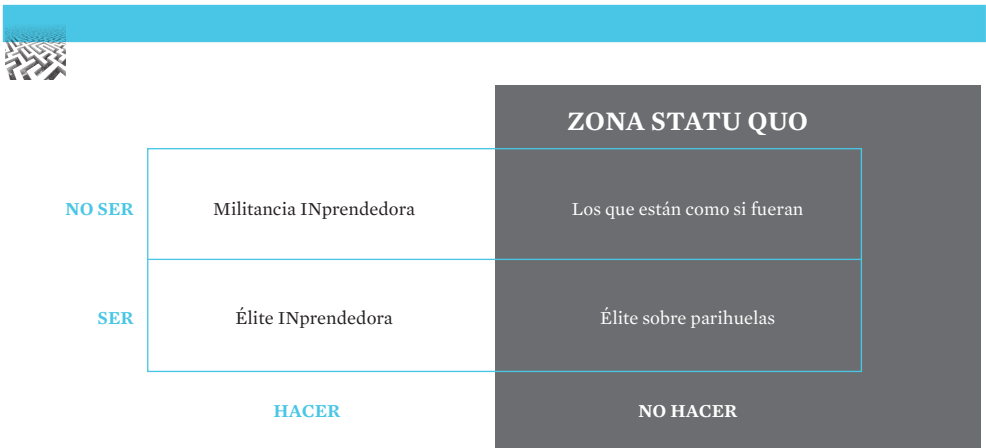 ZONA STATU QUO
NO SER
Militancia INprendedora
Los que están como si fueran
SER
Élite INprendedora
Élite sobre parihuelas
HACER
NO HACER